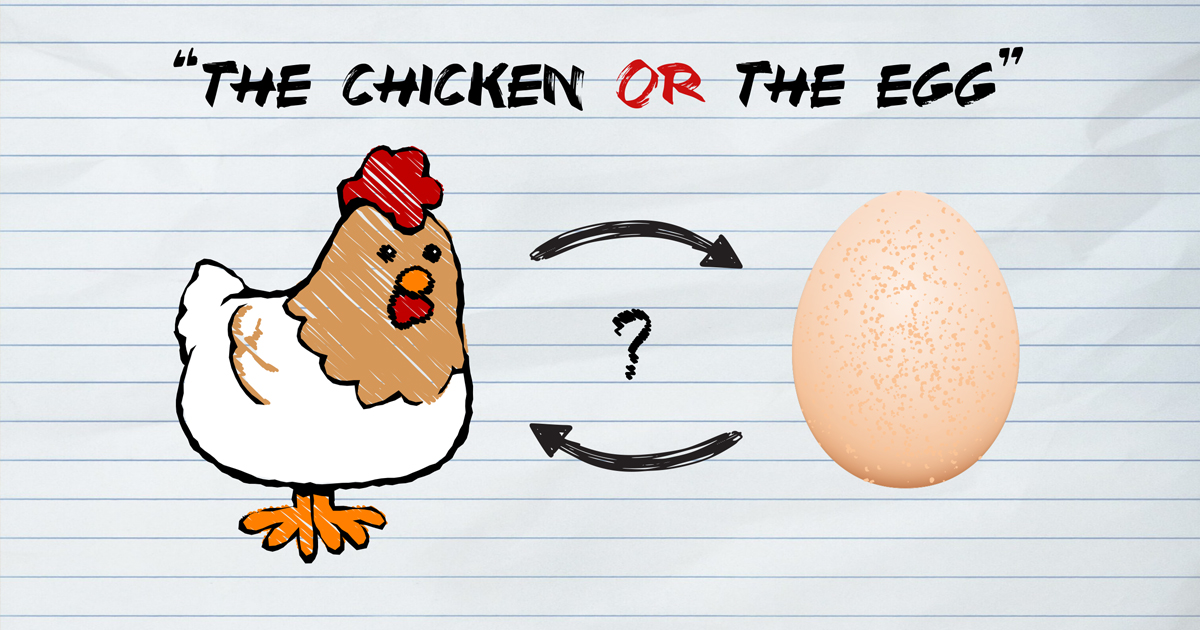 “THE CHICKEN OR THE EGG”
?